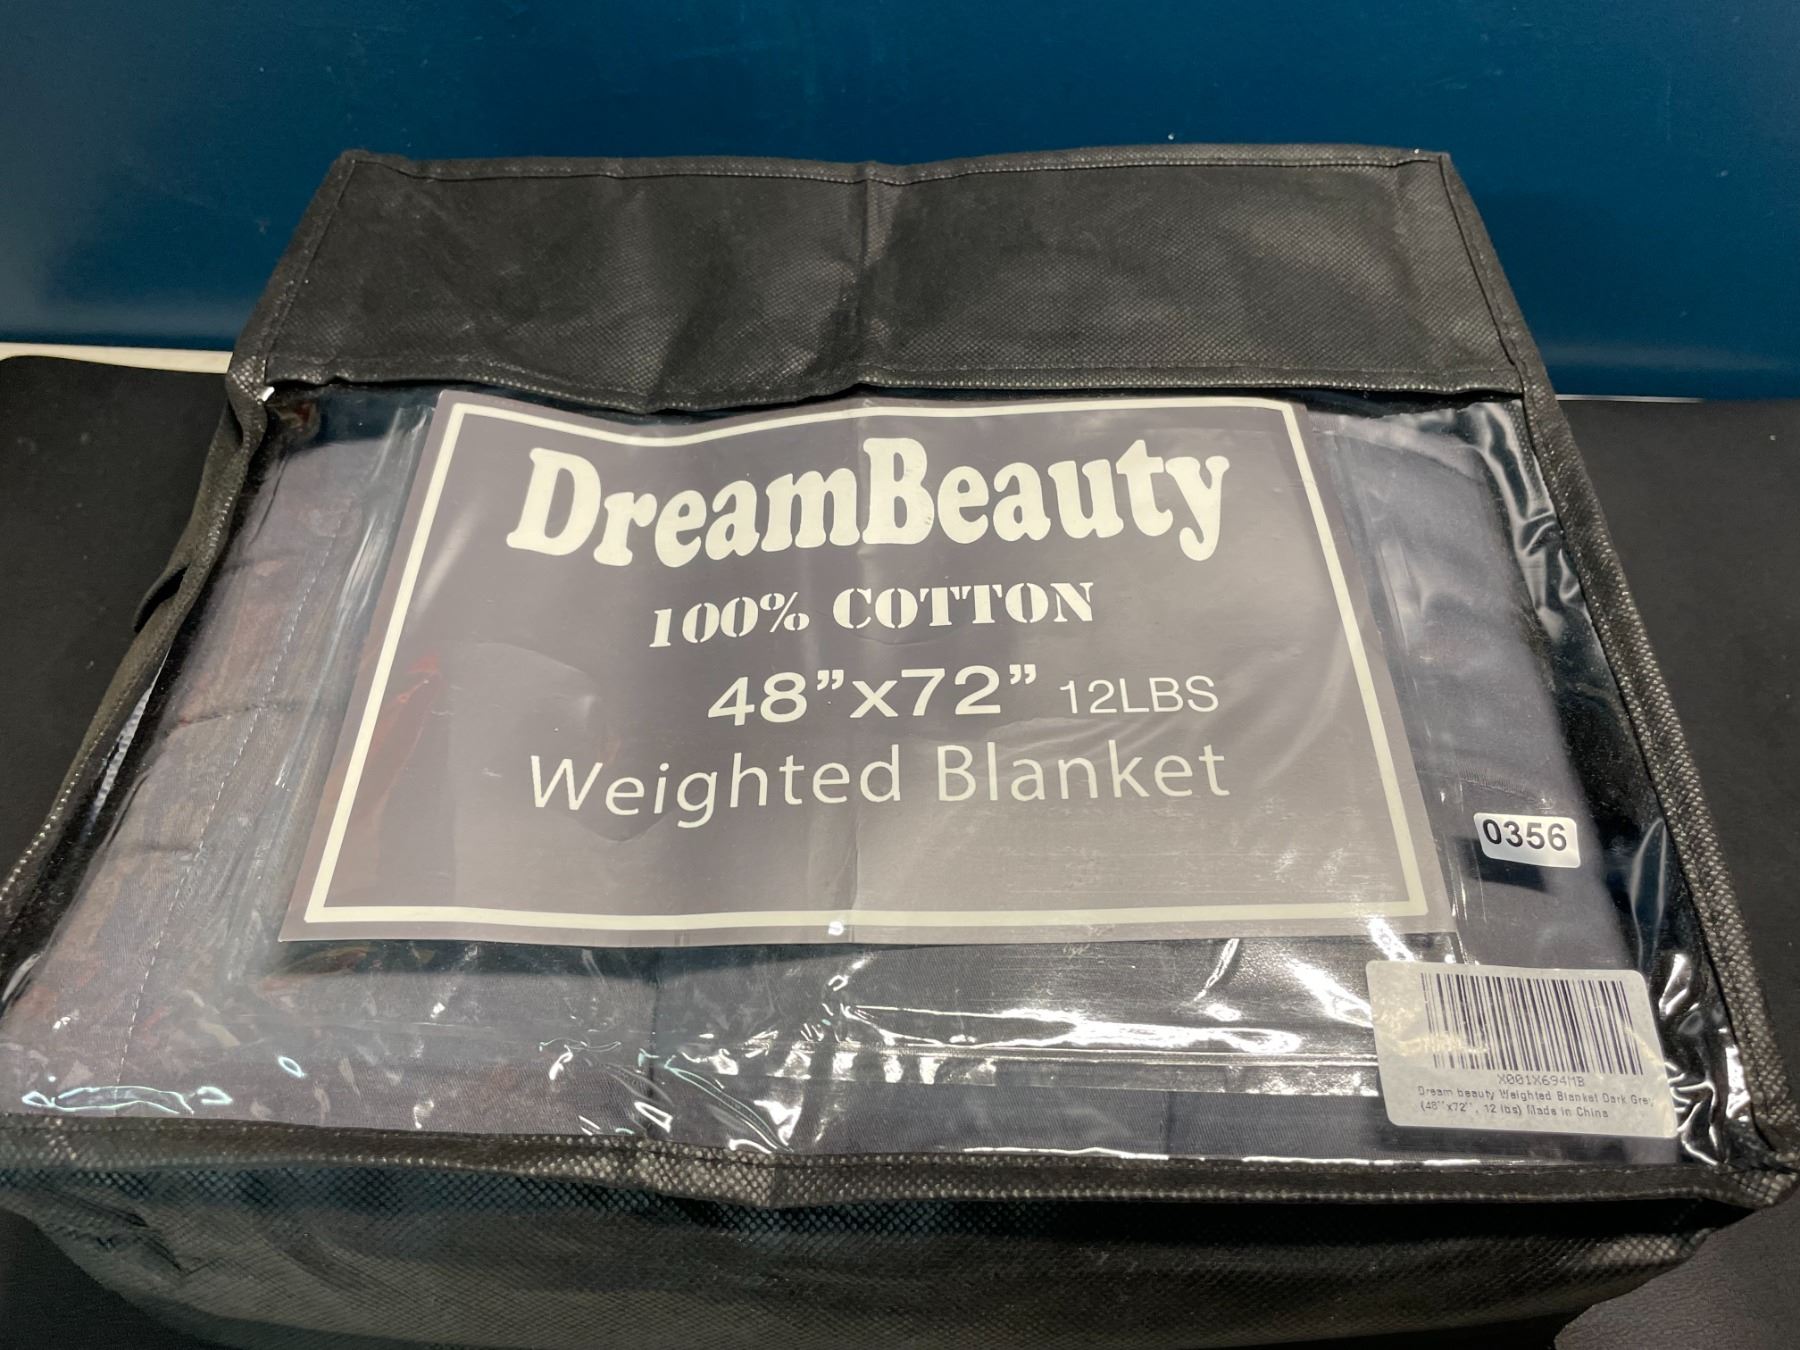 DreamBeauty
100% COTTON
48”x72” 12LBS
Weighted Blanket
0356
X001X694MB
Dream beauty Weighted Blanket Dark Grey
(48''x72'', 12 lbs) Made in China